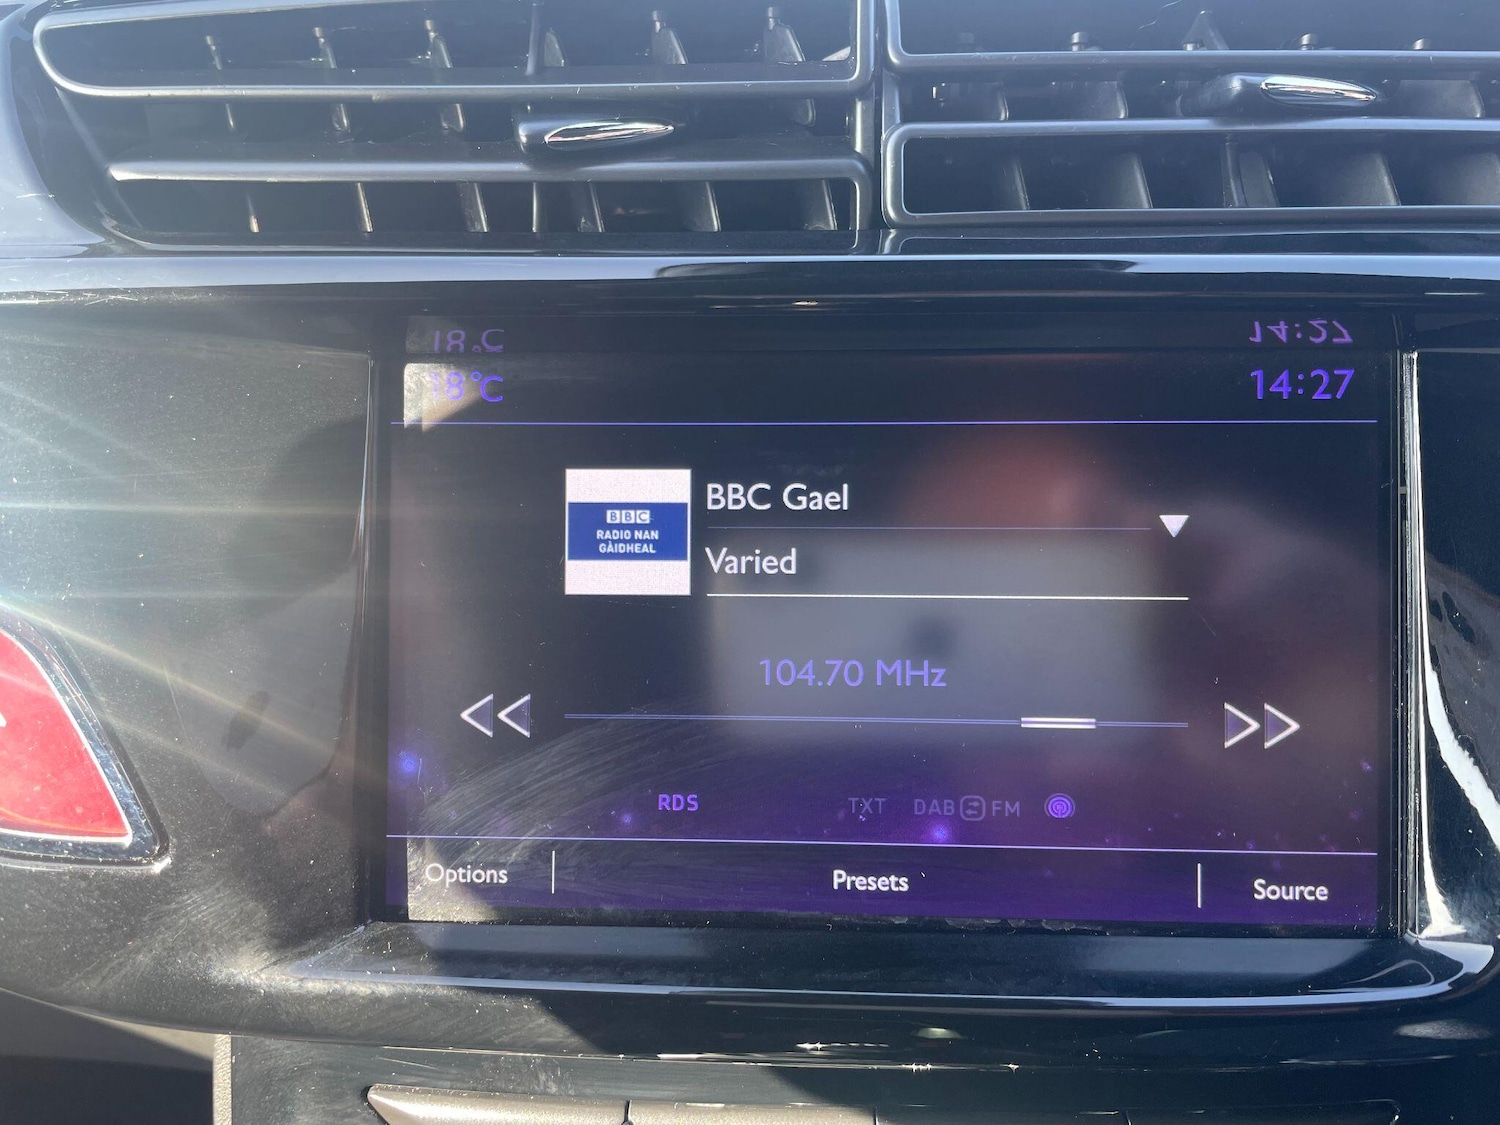 18°C
14:27
BBC Gael
BBC
RADIO NAN
GÀIDHEAL
Varied
104.70 MHz
RDS
TXT
DAB FM
Options
Presets
Source